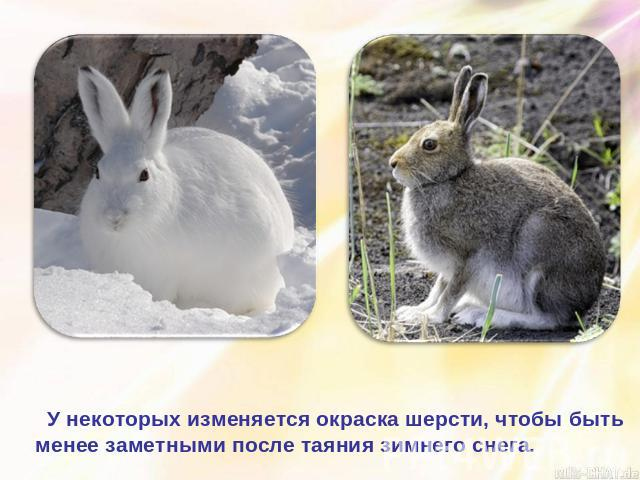 У некоторых изменяется окраска шерсти, чтобы быть
менее заметными после таяния зимнего снега.